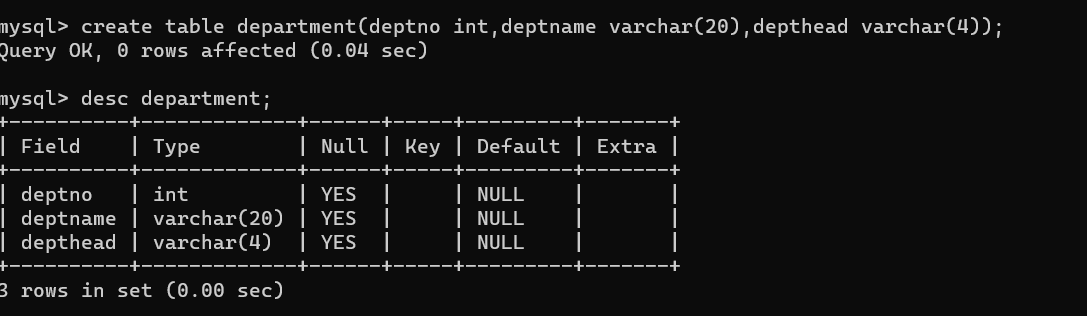 mysql> create table department(deptno int,deptname varchar(20),depthead varchar(4));
Query OK, 0 rows affected (0.04 sec)

mysql> desc department;
+----------+-------------+------+-----+---------+-------+
| Field    | Type        | Null | Key | Default | Extra |
+----------+-------------+------+-----+---------+-------+
| deptno   | int         | YES  |     | NULL    |       |
| deptname | varchar(20) | YES  |     | NULL    |       |
| depthead | varchar(4)  | YES  |     | NULL    |       |
+----------+-------------+------+-----+---------+-------+
3 rows in set (0.00 sec)